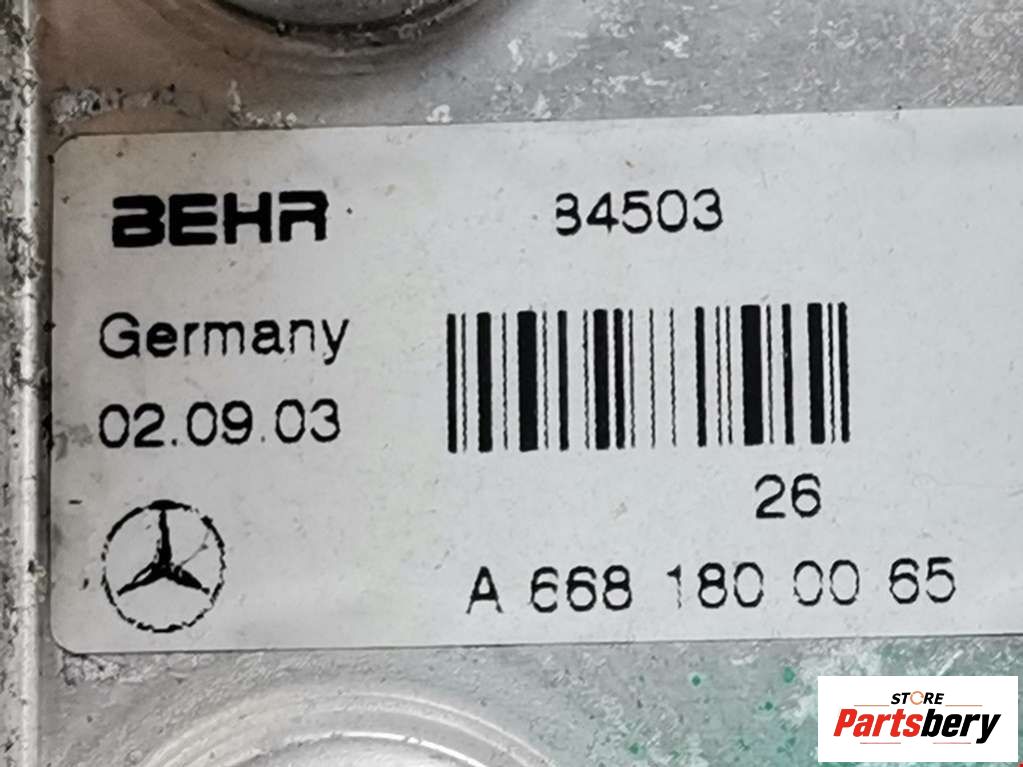 BEHR 84503
Germany
02.09.03
26
A 668 180 00 65
STORE
Partsbery